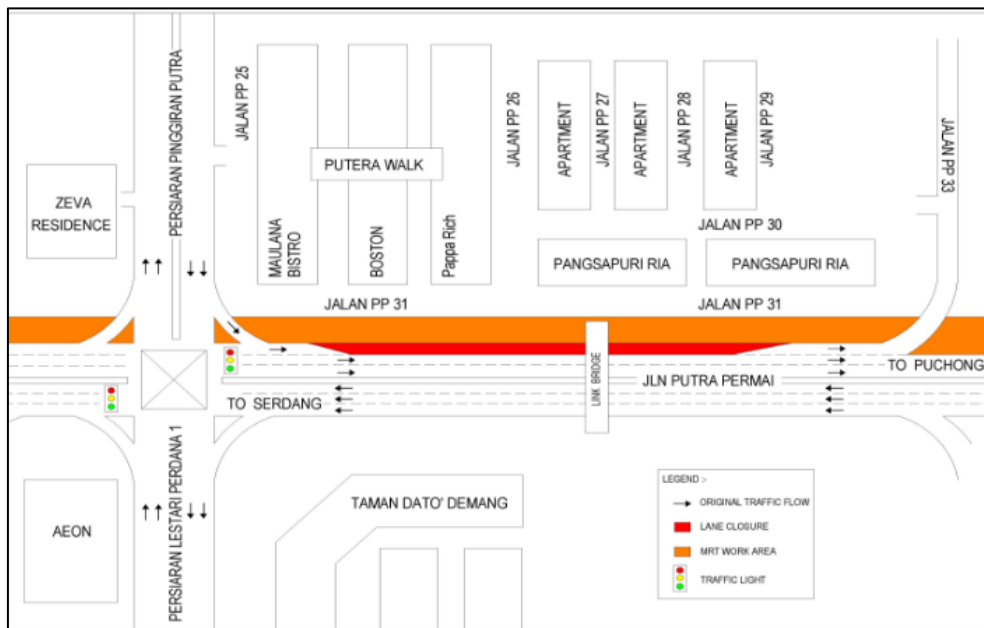 PERSIARAN PINGGIRAN PUTRA
JALAN PP 25
ZEVA
RESIDENCE
PUTERA WALK
MAULANA
BISTRO
BOSTON
Pappa Rich
JALAN PP 26
APARTMENT
JALAN PP 27
APARTMENT
JALAN PP 28
APARTMENT
JALAN PP 29
JALAN PP 33
JALAN PP 30
PANGSAPURI RIA
PANGSAPURI RIA
JALAN PP 31
JALAN PP 31
LINK BRIDGE
TO PUCHONG
JLN PUTRA PERMAI
TO SERDANG
PERSIARAN LESTARI PERDANA 1
AEON
TAMAN DATO' DEMANG
LEGEND :-
ORIGINAL TRAFFIC FLOW
LANE CLOSURE
MRT WORK AREA
TRAFFIC LIGHT